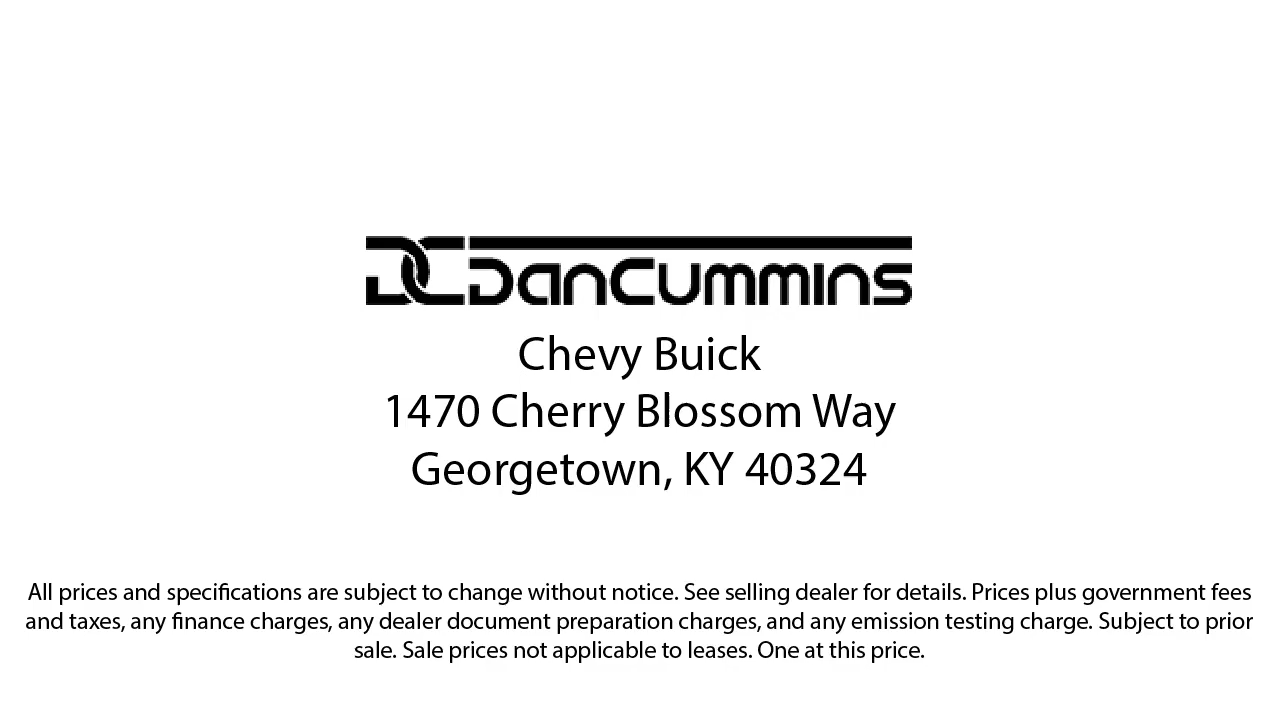 DC DanCummins
Chevy Buick
1470 Cherry Blossom Way
Georgetown, KY 40324
All prices and specifications are subject to change without notice. See selling dealer for details. Prices plus government fees
and taxes, any finance charges, any dealer document preparation charges, and any emission testing charge. Subject to prior
sale. Sale prices not applicable to leases. One at this price.